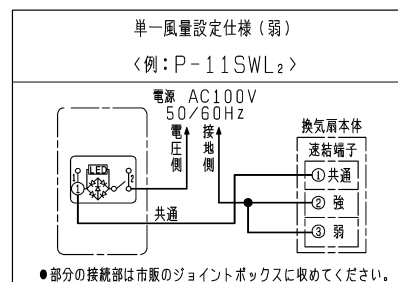 単一風量設定仕様（弱）
〈例：P-11SWL₂〉
電源 AC100V
50/60Hz
電圧側
接地側
換気扇本体
速結端子
LED
1
2
①
①共通
②強
③弱
共通
●部分の接続部は市販のジョイントボックスに収めてください。